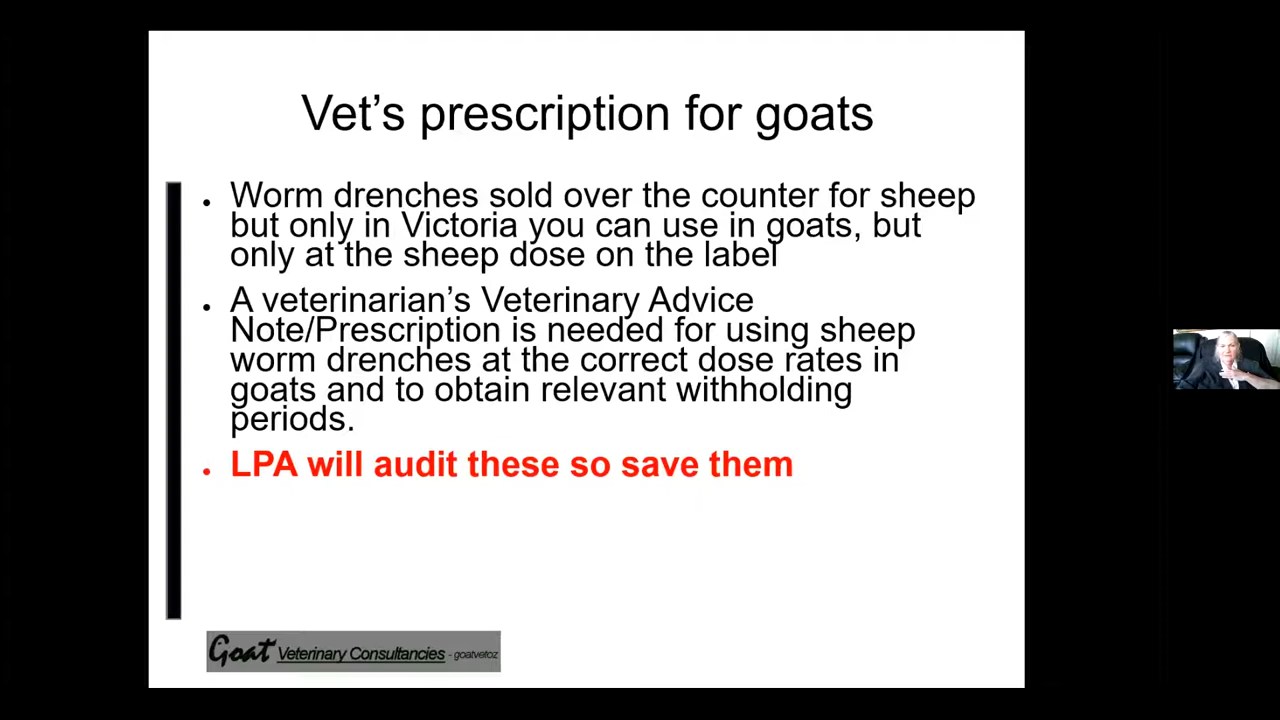 Vet's prescription for goats
• Worm drenches sold over the counter for sheep
but only in Victoria you can use in goats, but
only at the sheep dose on the label
• A veterinarian's Veterinary Advice
Note/Prescription is needed for using sheep
worm drenches at the correct dose rates in
goats and to obtain relevant withholding
periods.
• LPA will audit these so save them
Goat Veterinary Consultancies - goatvetoz